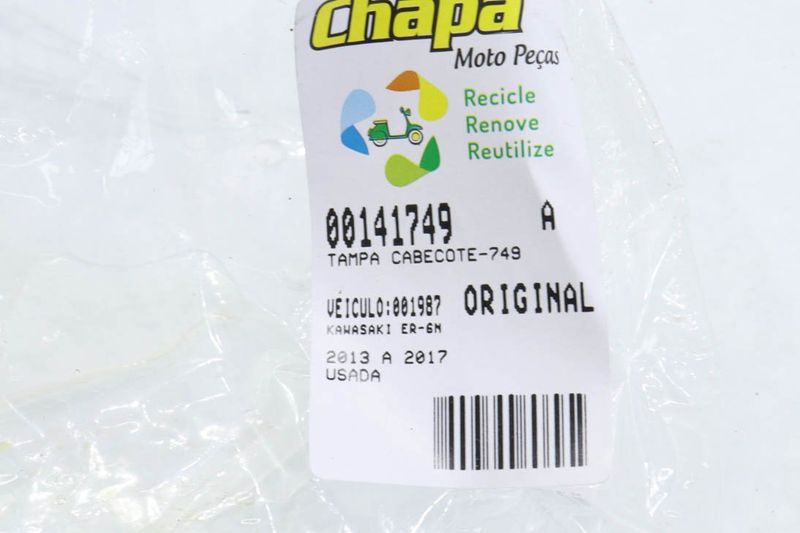 Chapa
Moto Peças
Recicle
Renove
Reutilize
00141749 A
TAMPA CABECOTE-749
VEICULO:001987 ORIGINAL
KAWASAKI ER-6N
2013 A 2017
USADA